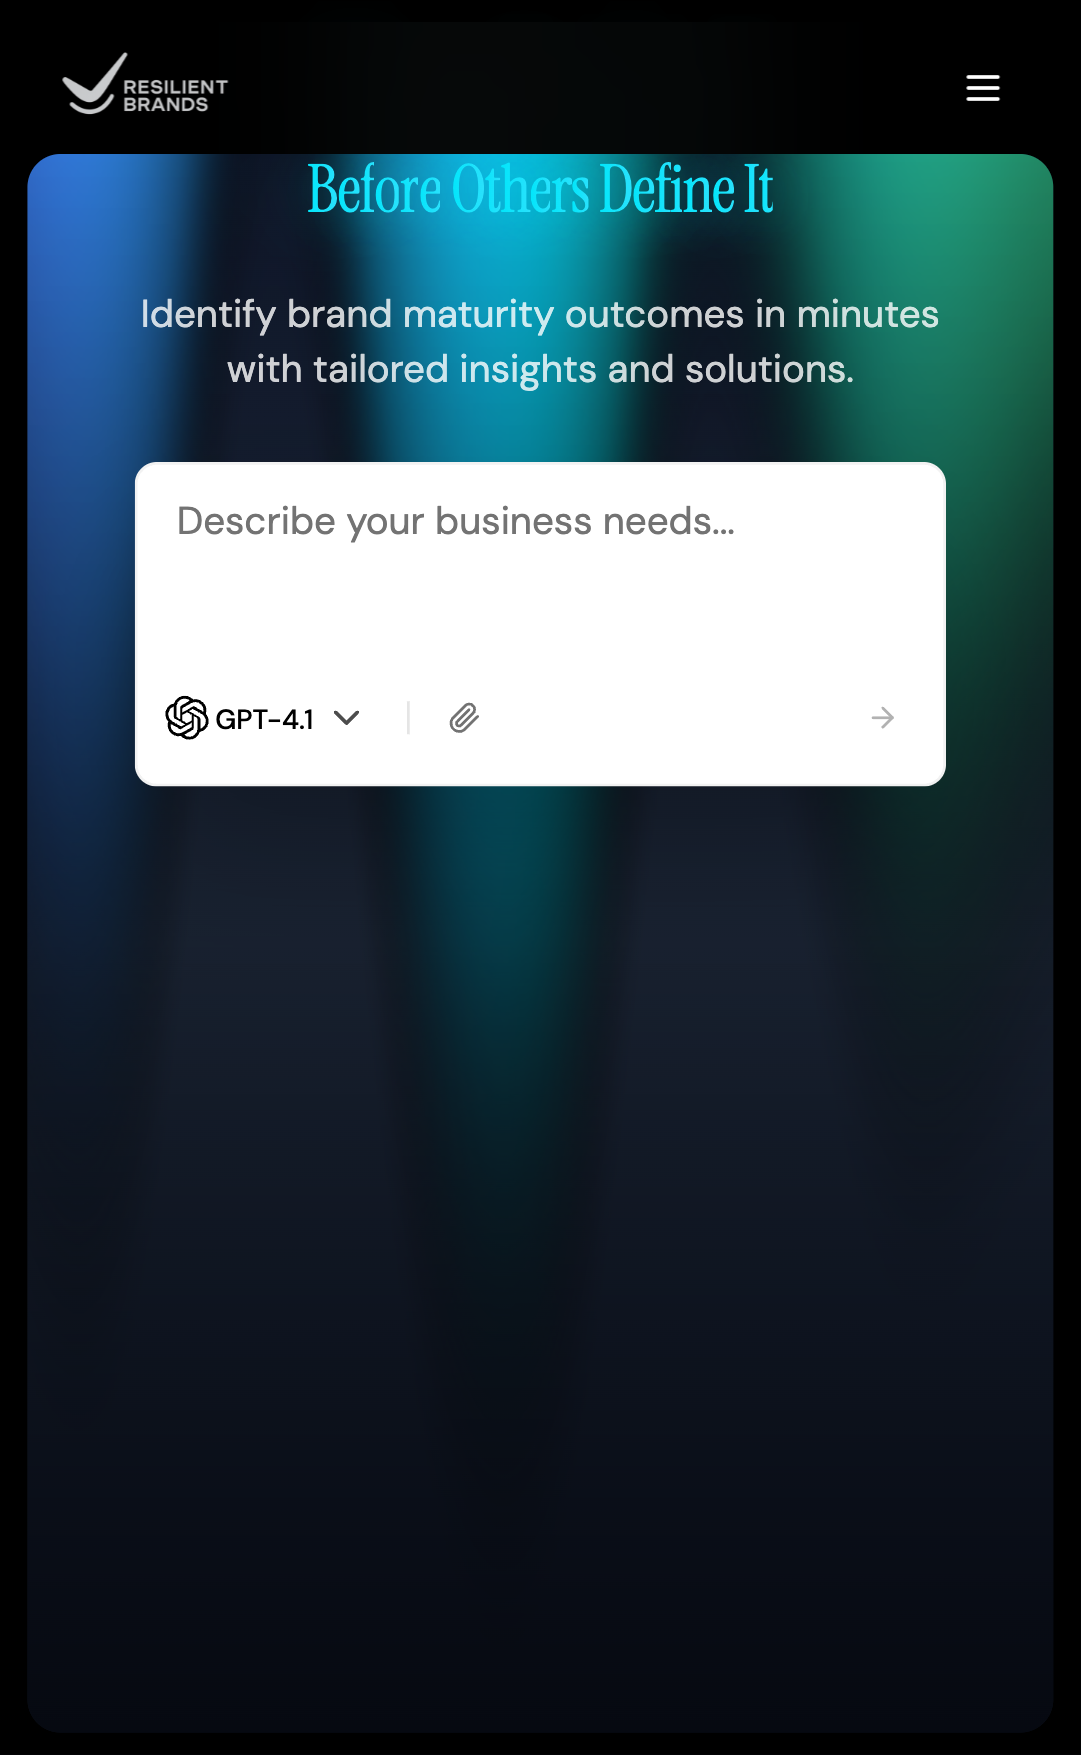 RESILIENT
BRANDS
Before Others Define It
Identify brand maturity outcomes in minutes
with tailored insights and solutions.
Describe your business needs...
GPT-4.1